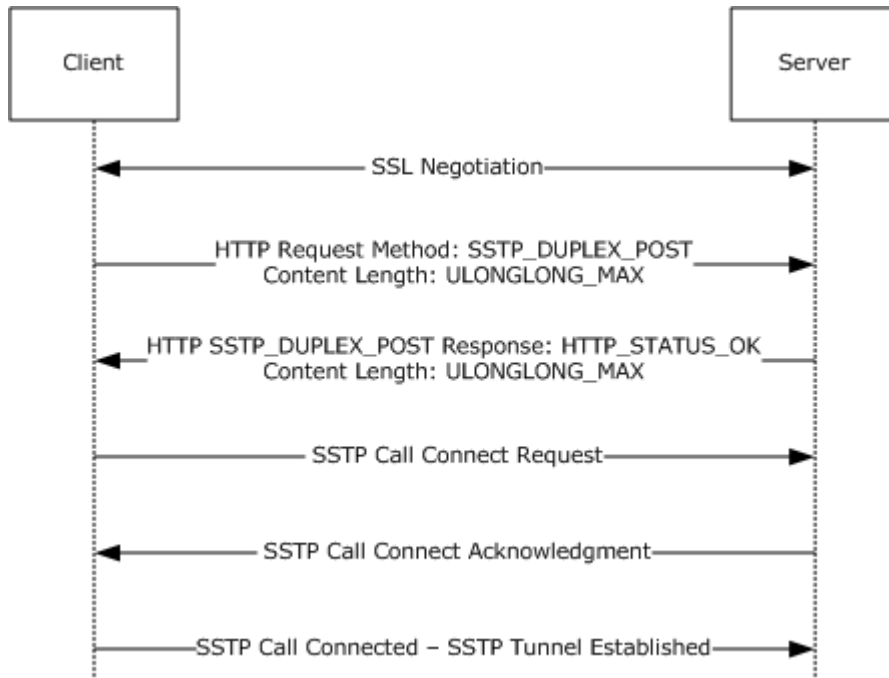 Client
Server
SSL Negotiation
HTTP Request Method: SSTP_DUPLEX_POST
Content Length: ULONGLONG_MAX
HTTP SSTP_DUPLEX_POST Response: HTTP_STATUS_OK
Content Length: ULONGLONG_MAX
SSTP Call Connect Request
SSTP Call Connect Acknowledgment
SSTP Call Connected – SSTP Tunnel Established